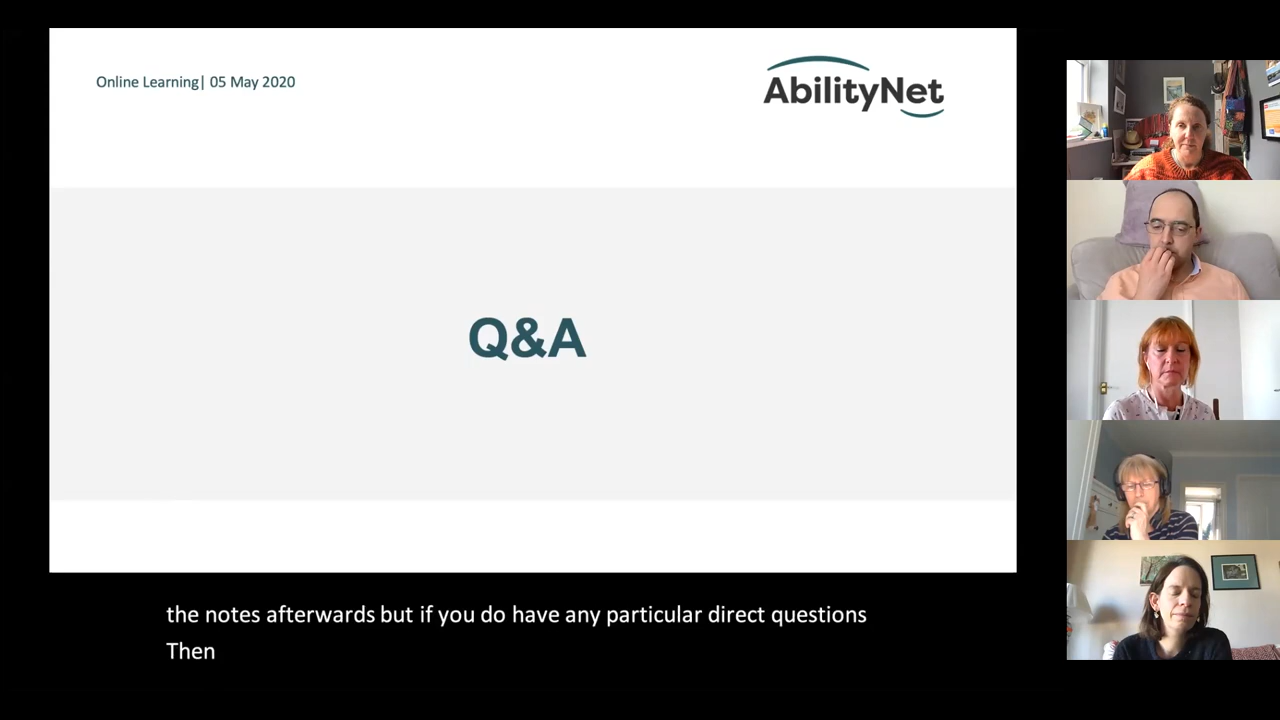 Online Learning| 05 May 2020
AbilityNet
Q&A
the notes afterwards but if you do have any particular direct questions
Then